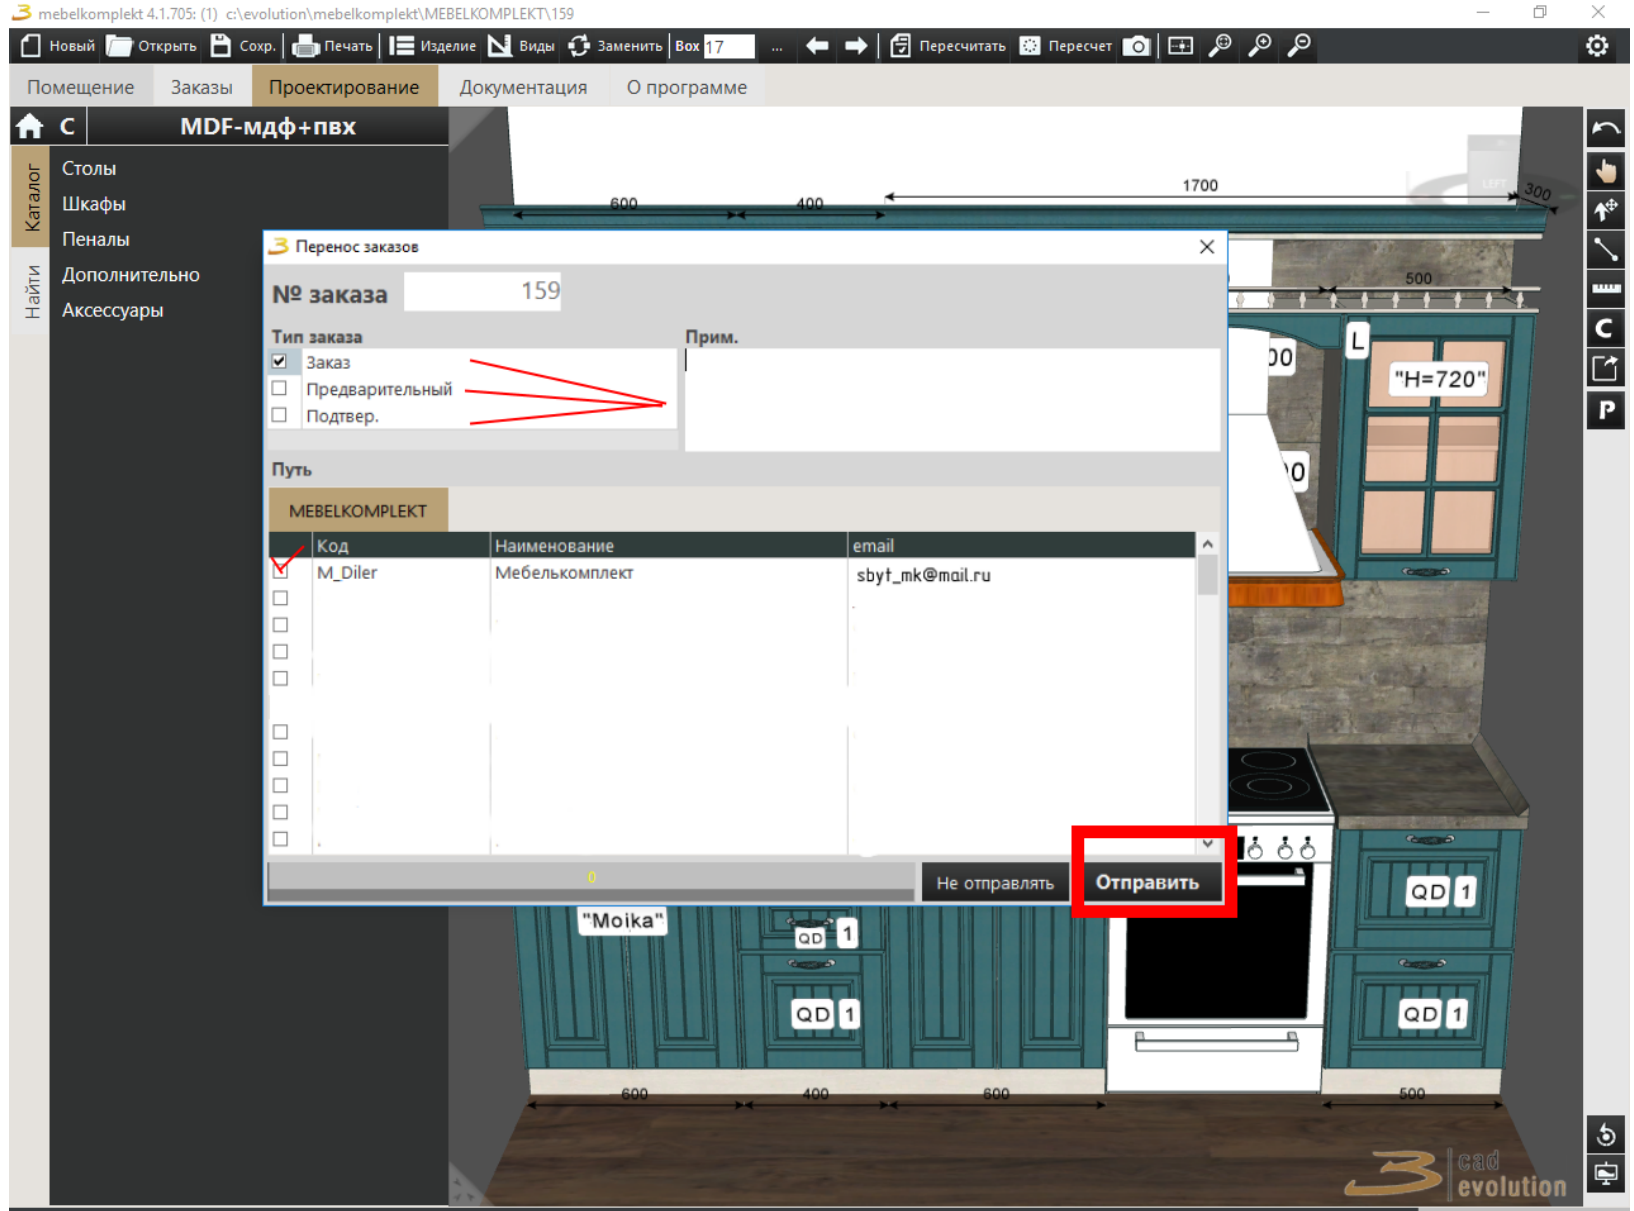 mebelkomplekt 4.1.705: (1) c:\evolution\mebelkomplekt\MEBELKOMPLEKT\159
Новый Открыть Сохр. Печать Изделие Виды Заменить Box 17 ... Пересчитать Пересчет
Помещение Заказы Проектирование Документация О программе
C MDF-мдф+пвх
Каталог
Найти
Столы
Шкафы
Пеналы
Дополнительно
Аксессуары
LEFT
1700
300
600 400
500
Перенос заказов
№ заказа 159
Тип заказа Прим.
Заказ
Предварительный
Подтвер.
Путь
MEBELKOMPLEKT
Код Наименование email
M_Diler Мебелькомплект sbyt_mk@mail.ru
0 Не отправлять Отправить
L
"H=720"
C
P
"Moika"
QD 1
QD 1
QD 1
QD 1
600 400 600 500
cad
evolution